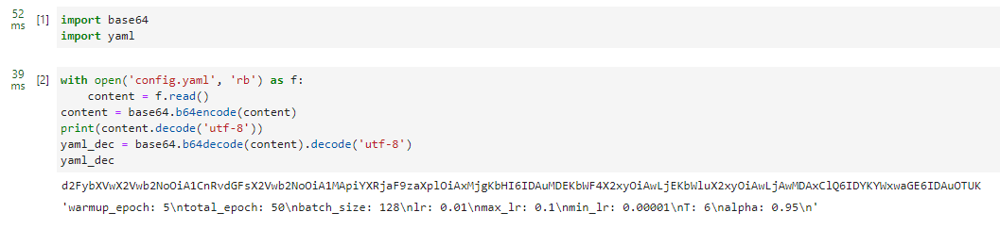 52
ms
[1]
import base64
import yaml
39
ms
[2]
with open('config.yaml', 'rb') as f:
    content = f.read()
content = base64.b64encode(content)
print(content.decode('utf-8'))
yaml_dec = base64.b64decode(content).decode('utf-8')
yaml_dec
d2FybXVwX2Vwb2NoOiA1CnRvdGFsX2Vwb2NoOiA1MApiYXRjaF9zaXplOiAxMjgKbHI6IDAuMDEKbWF4X2xyOiAwLjEKbWluX2xyOiAwLjAwMDAxClQ6IDYKYWxwaGE6IDAuOTUK
'warmup_epoch: 5\ntotal_epoch: 50\nbatch_size: 128\nlr: 0.01\nmax_lr: 0.1\nmin_lr: 0.00001\nT: 6\nalpha: 0.95\n'